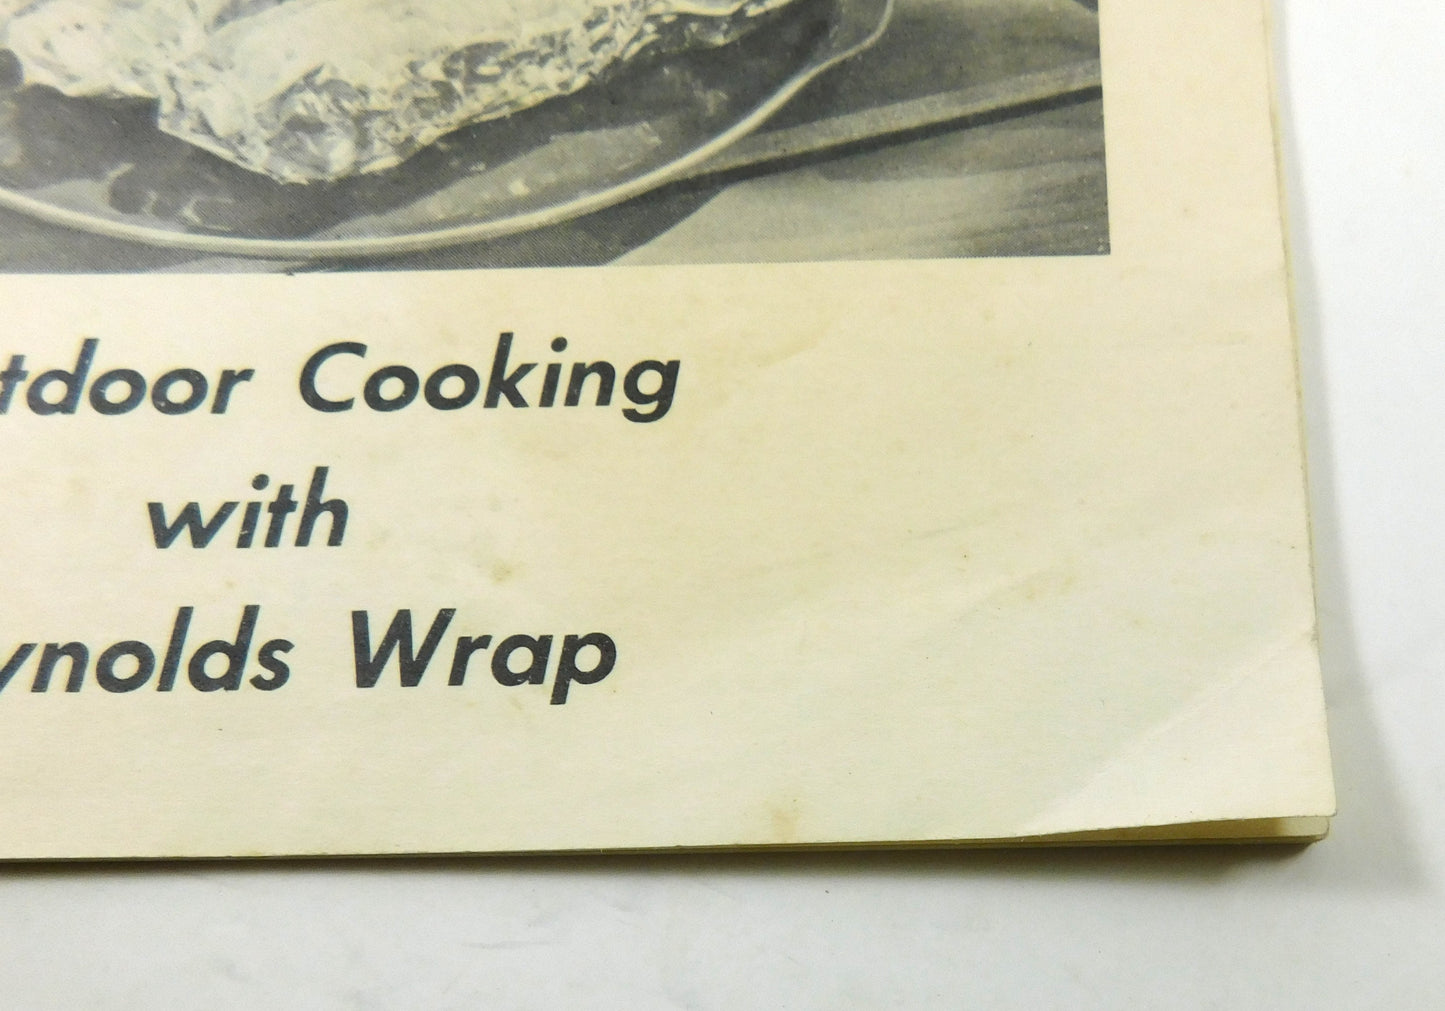 tdoor Cooking
with
ynolds Wrap